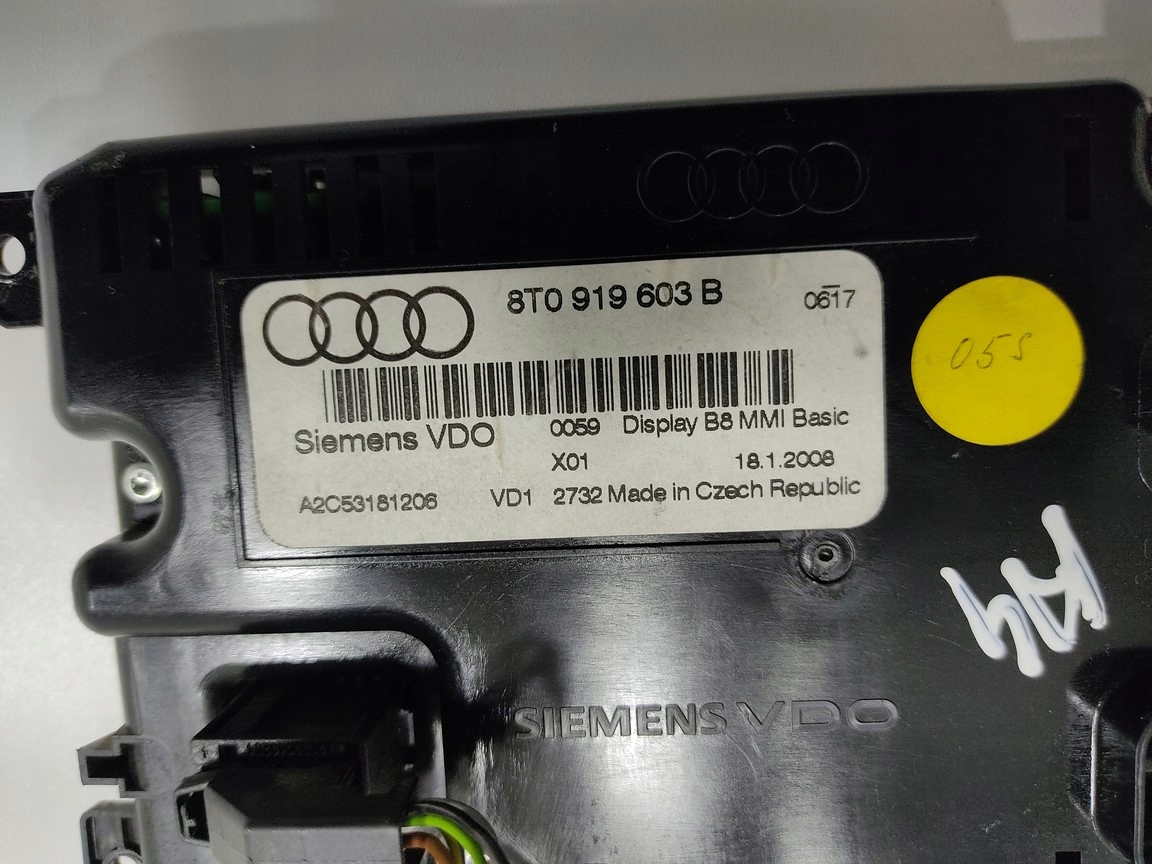 8T0 919 603 B
0617
Siemens VDO
0059 Display B8 MMI Basic
X01 18.1.2008
A2C53181206 VD1 2732 Made in Czech Republic
05S
A4
SIEMENS VDO